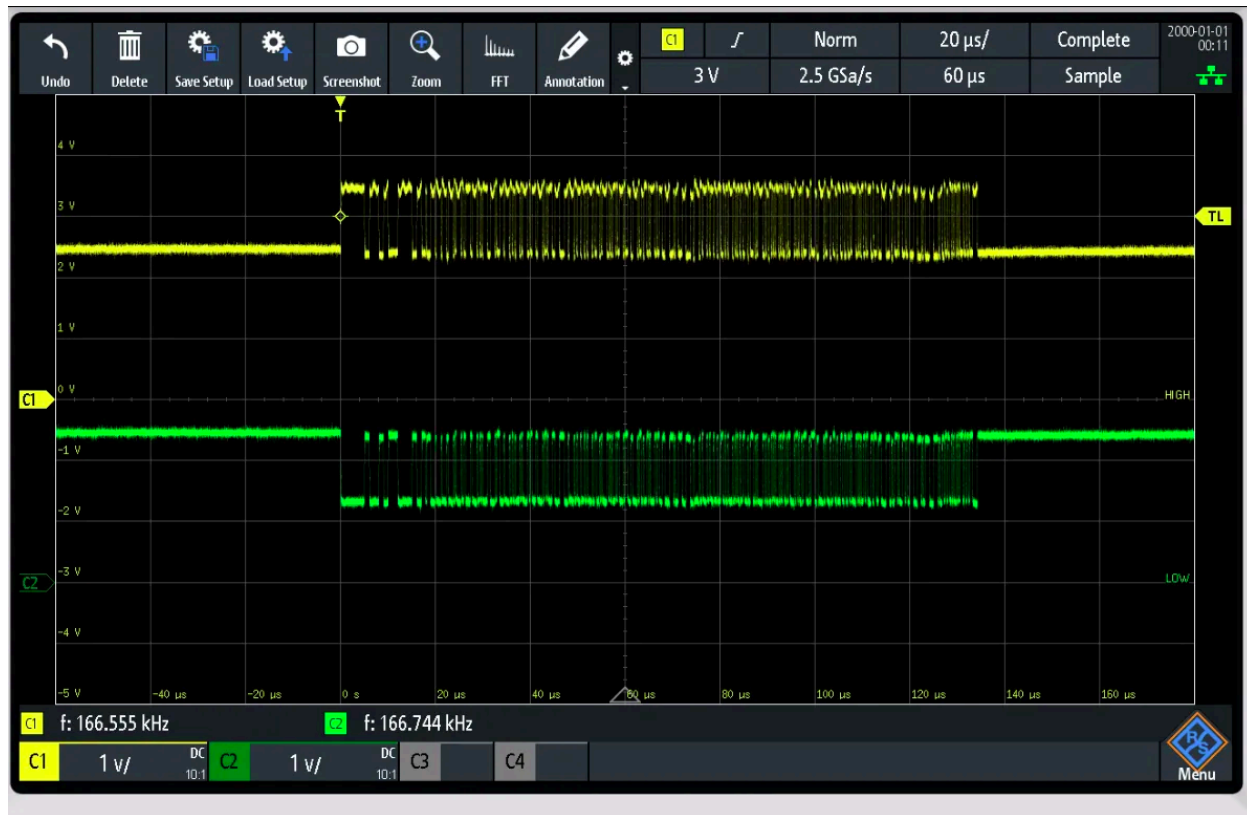 C1 Norm 20 µs/ Complete 2000-01-01
00:11
3 V 2.5 GSa/s 60 µs Sample
Undo Delete Save Setup Load Setup Screenshot Zoom FFT Annotation
T
4 V
3 V
TL
2 V
1 V
0 V
C1
HIGH
-1 V
-2 V
-3 V
C2
LOW
-4 V
-5 V -40 µs -20 µs 0 s 20 µs 40 µs 60 µs 80 µs 100 µs 120 µs 140 µs 160 µs
C1 f: 166.555 kHz C2 f: 166.744 kHz
C1 1 V/ DC 10:1 C2 1 V/ DC 10:1 C3 C4
R S
Menu